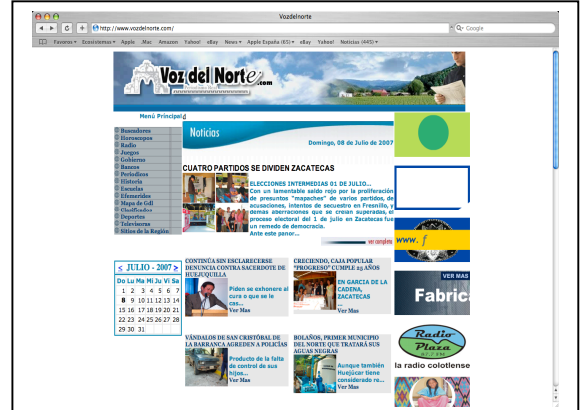 Vozdelnorte
http://www.vozdelnorte.com/
Google
Favoros Ecosistemas Apple .Mac Amazon Yahoo! eBay News Apple España (65) eBay Yahoo! Noticias (445)
Voz del Norte.com
Menú Principal
Buscadores
Horoscopos
Radio
Juegos
Gobierno
Bancos
Periodicos
Historia
Escuelas
Efemerides
Mapa de Gdl
Clasificados
Deportes
Televisoras
Sitios de la Región
< JULIO - 2007 >
Do Lu Ma Mi Ju Vi Sa
1 2 3 4 5 6 7
8 9 10 11 12 13 14
15 16 17 18 19 20 21
22 23 24 25 26 27 28
29 30 31
Noticias
Domingo, 08 de Julio de 2007
CUATRO PARTIDOS SE DIVIDEN ZACATECAS
ELECCIONES INTERMEDIAS 01 DE JULIO...
Con un lamentable saldo rojo por la proliferación
de presuntos "mapaches" de varios partidos, de
acusaciones, intentos de secuestro en Fresnillo, y
demas aberraciones que se creian superadas, el
proceso electoral del 1 de julio en Zacatecas fue
un remedo de democracia.
Ante este panor...
ver completa
CONTINÚA SIN ESCLARECERSE
DENUNCIA CONTRA SACERDOTE DE
HUEJUQUILLA
Piden se exhonere al
cura o que se le
cas...
Ver Mas
CRECIENDO, CAJA POPULAR
"PROGRESO" CUMPLE 25 AÑOS
EN GARCIA DE LA
CADENA,
ZACATECAS
...
Ver Mas
VÁNDALOS DE SAN CRISTÓBAL DE
LA BARRANCA AGREDEN A POLICÍAS
Producto de la falta
de control de sus
hijos...
Ver Mas
BOLAÑOS, PRIMER MUNICIPIO
DEL NORTE QUE TRATARÁ SUS
AGUAS NEGRAS
Aunque también
Huejúcar tiene
considerado re...
Ver Mas
www. f
VER MAS
Fabric
Radio
Plaza
la radio colotlense